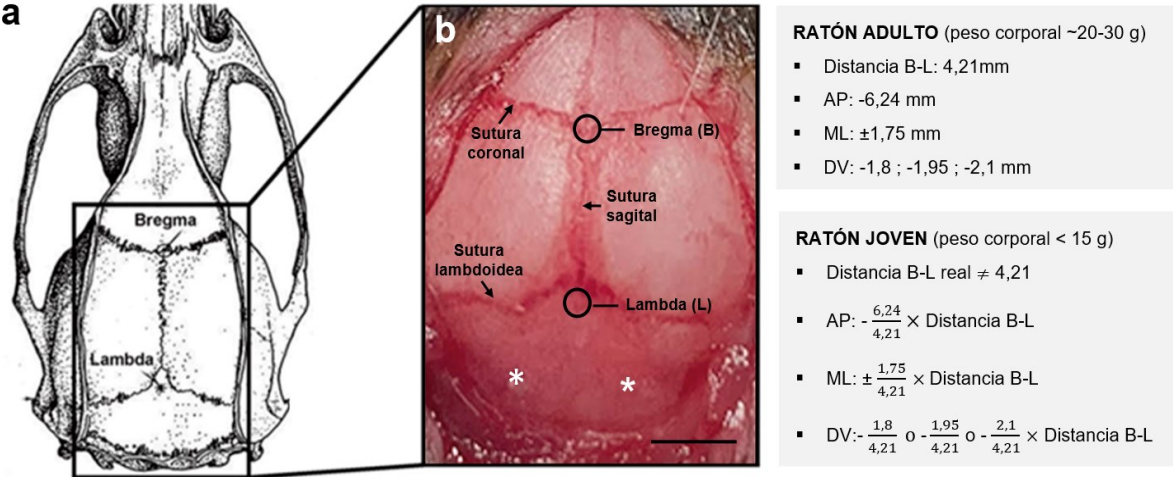 a
Bregma
Lambda
b
Sutura
coronal
Bregma (B)
Sutura
sagital
Sutura
lambdoidea
Lambda (L)
* *
RATÓN ADULTO (peso corporal ~20-30 g)
▪ Distancia B-L: 4,21mm
▪ AP: -6,24 mm
▪ ML: ±1,75 mm
▪ DV: -1,8 ; -1,95 ; -2,1 mm
RATÓN JOVEN (peso corporal < 15 g)
▪ Distancia B-L real ≠ 4,21
▪ AP: - 6,24/4,21 × Distancia B-L
▪ ML: ± 1,75/4,21 × Distancia B-L
▪ DV:- 1,8/4,21 o - 1,95/4,21 o - 2,1/4,21 × Distancia B-L